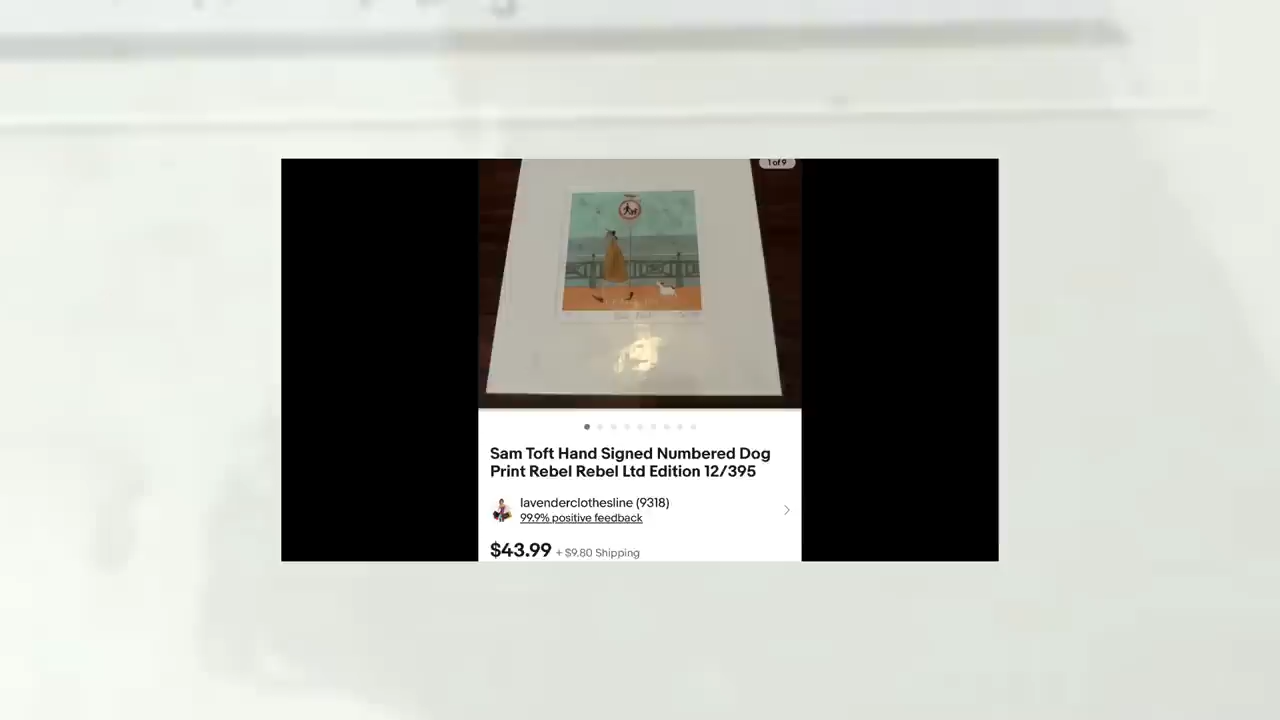 1 of 9
Sam Toft Hand Signed Numbered Dog
Print Rebel Rebel Ltd Edition 12/395
lavenderclothesline (9318)
99.9% positive feedback
$43.99 + $9.80 Shipping